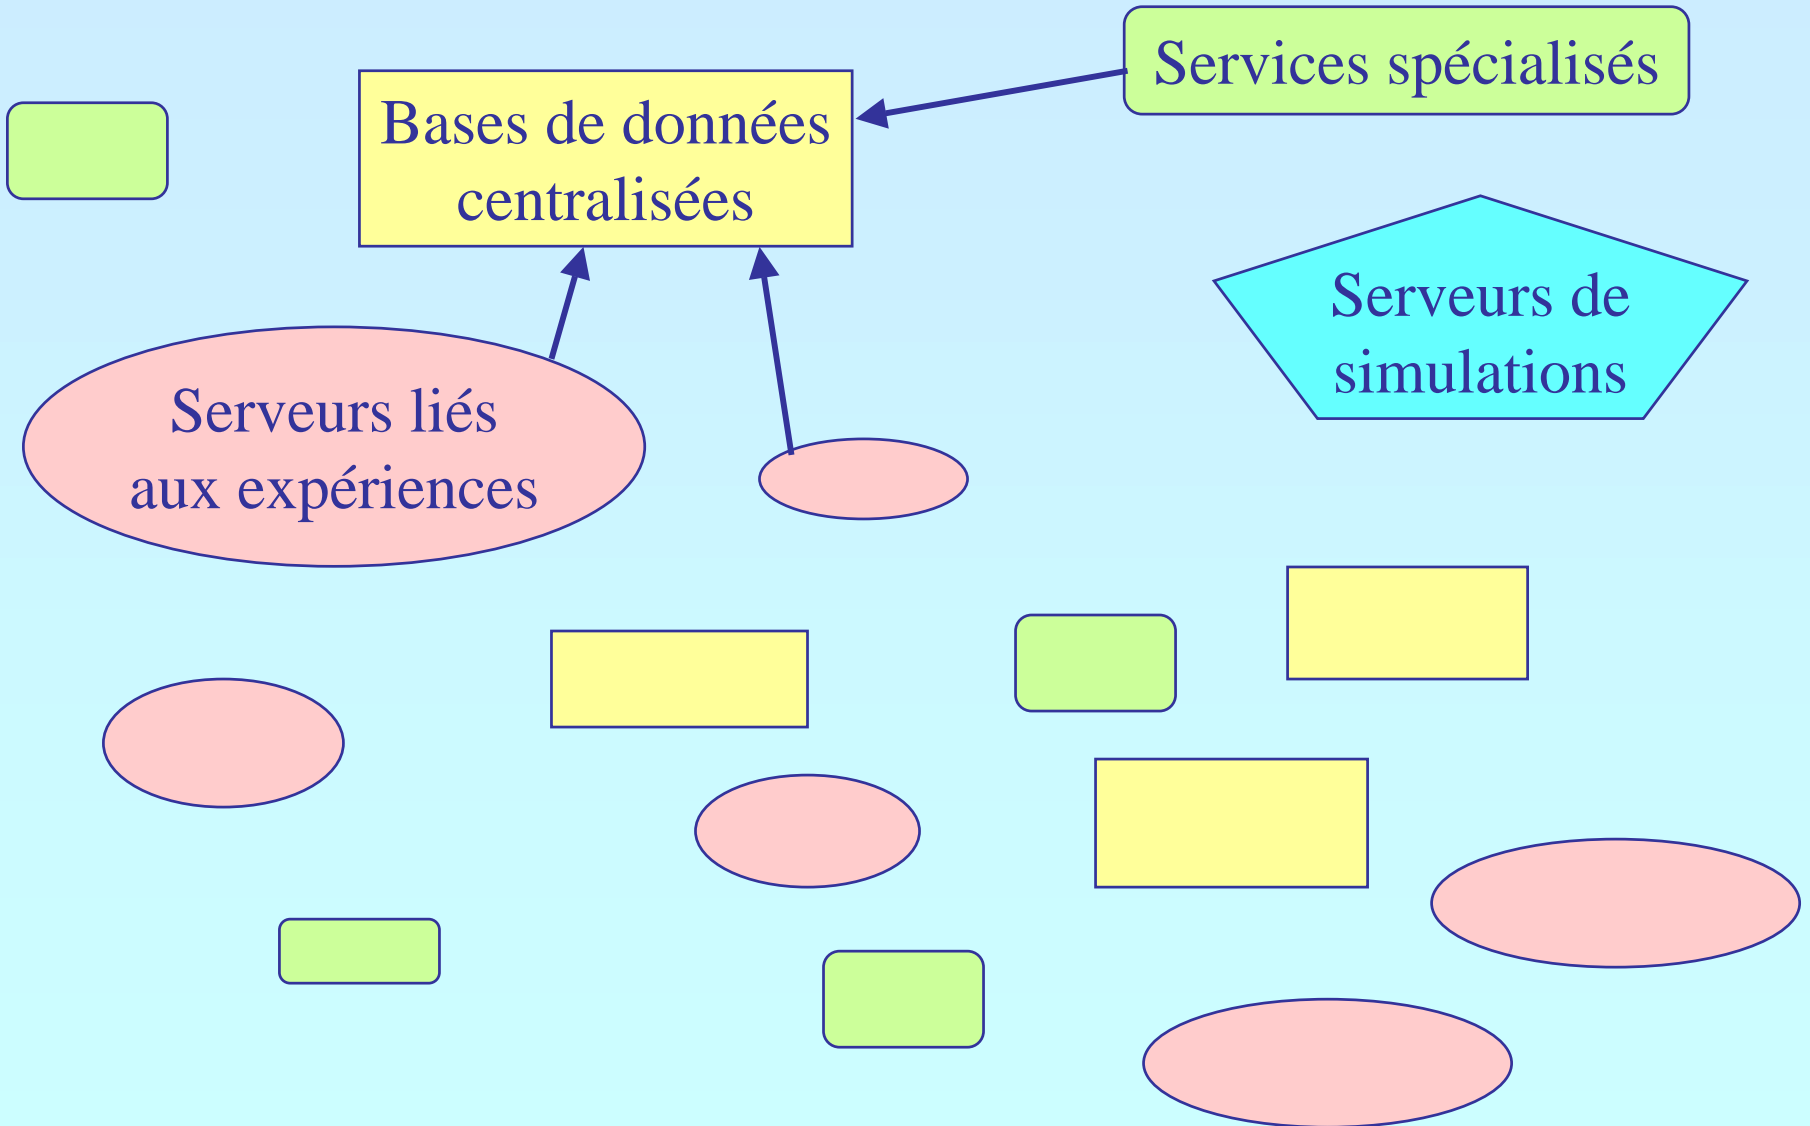 Services spécialisés
Bases de données
centralisées
Serveurs de
simulations
Serveurs liés
aux expériences